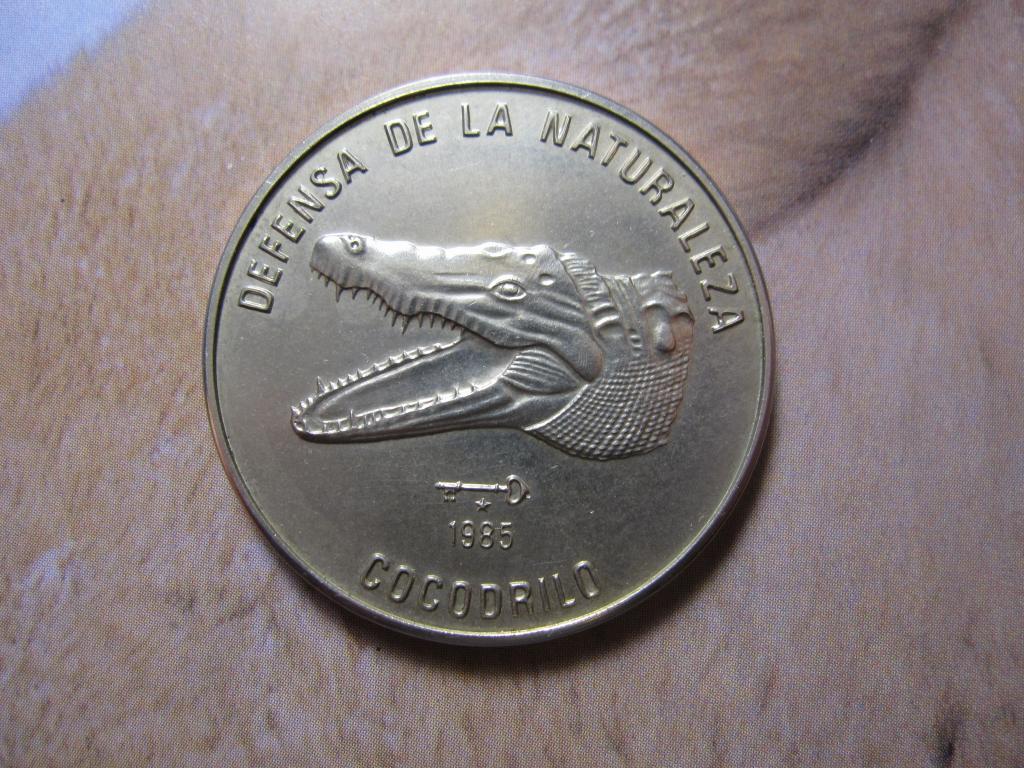 DEFENSA DE LA NATURALEZA
1985
COCODRILO